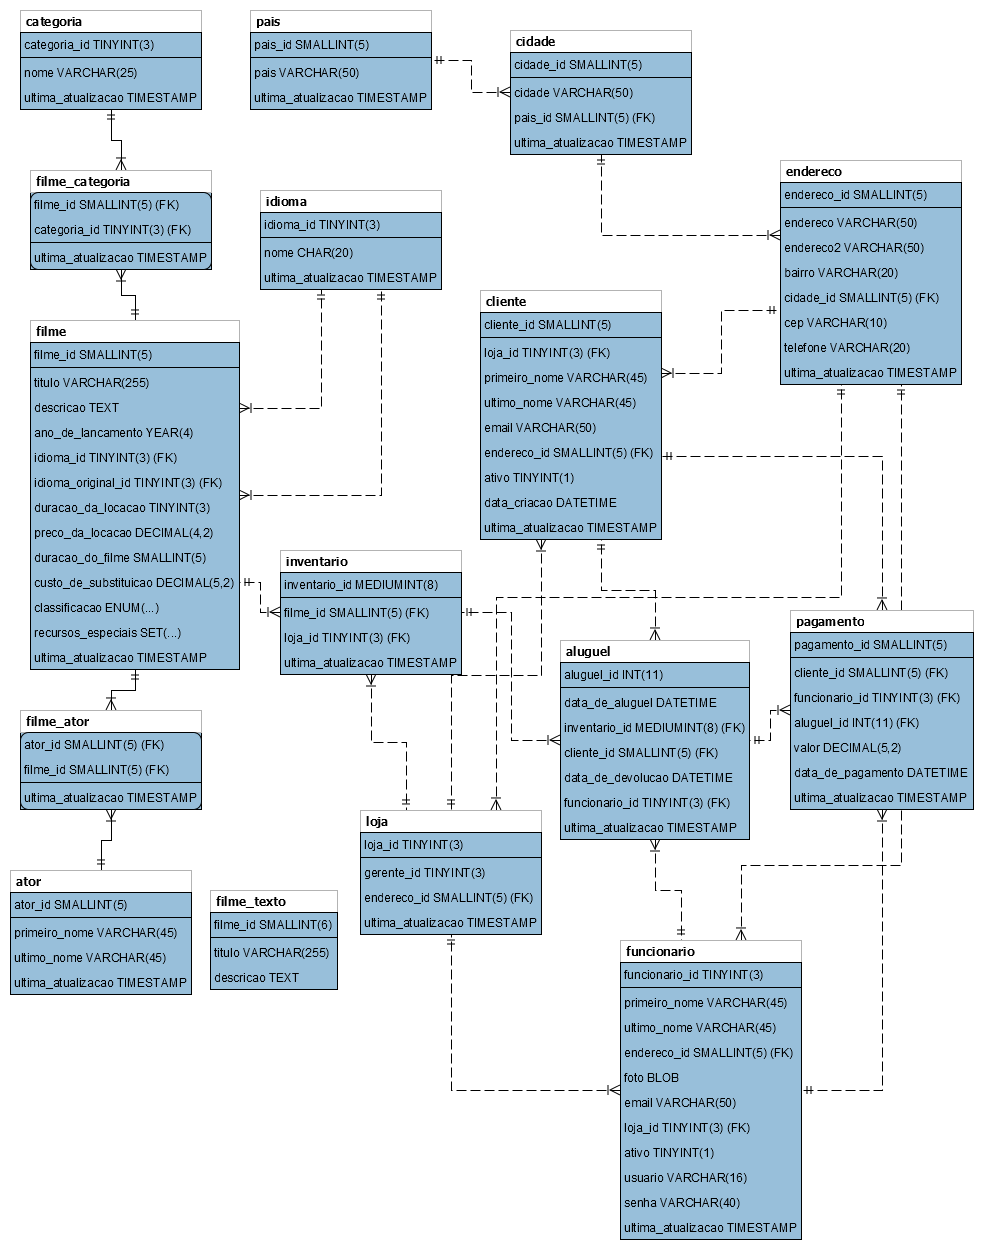 categoria
categoria_id TINYINT(3)
nome VARCHAR(25)
ultima_atualizacao TIMESTAMP
pais
pais_id SMALLINT(5)
pais VARCHAR(50)
ultima_atualizacao TIMESTAMP
cidade
cidade_id SMALLINT(5)
cidade VARCHAR(50)
pais_id SMALLINT(5) (FK)
ultima_atualizacao TIMESTAMP
endereco
endereco_id SMALLINT(5)
endereco VARCHAR(50)
endereco2 VARCHAR(50)
bairro VARCHAR(20)
cidade_id SMALLINT(5) (FK)
cep VARCHAR(10)
telefone VARCHAR(20)
ultima_atualizacao TIMESTAMP
filme_categoria
filme_id SMALLINT(5) (FK)
categoria_id TINYINT(3) (FK)
ultima_atualizacao TIMESTAMP
idioma
idioma_id TINYINT(3)
nome CHAR(20)
ultima_atualizacao TIMESTAMP
cliente
cliente_id SMALLINT(5)
loja_id TINYINT(3) (FK)
primeiro_nome VARCHAR(45)
ultimo_nome VARCHAR(45)
email VARCHAR(50)
endereco_id SMALLINT(5) (FK)
ativo TINYINT(1)
data_criacao DATETIME
ultima_atualizacao TIMESTAMP
filme
filme_id SMALLINT(5)
titulo VARCHAR(255)
descricao TEXT
ano_de_lancamento YEAR(4)
idioma_id TINYINT(3) (FK)
idioma_original_id TINYINT(3) (FK)
duracao_da_locacao TINYINT(3)
preco_da_locacao DECIMAL(4,2)
duracao_do_filme SMALLINT(5)
custo_de_substituicao DECIMAL(5,2)
classificacao ENUM(...)
recursos_especiais SET(...)
ultima_atualizacao TIMESTAMP
inventario
inventario_id MEDIUMINT(8)
filme_id SMALLINT(5) (FK)
loja_id TINYINT(3) (FK)
ultima_atualizacao TIMESTAMP
aluguel
aluguel_id INT(11)
data_de_aluguel DATETIME
inventario_id MEDIUMINT(8) (FK)
cliente_id SMALLINT(5) (FK)
data_de_devolucao DATETIME
funcionario_id TINYINT(3) (FK)
ultima_atualizacao TIMESTAMP
pagamento
pagamento_id SMALLINT(5)
cliente_id SMALLINT(5) (FK)
funcionario_id TINYINT(3) (FK)
aluguel_id INT(11) (FK)
valor DECIMAL(5,2)
data_de_pagamento DATETIME
ultima_atualizacao TIMESTAMP
filme_ator
ator_id SMALLINT(5) (FK)
filme_id SMALLINT(5) (FK)
ultima_atualizacao TIMESTAMP
loja
loja_id TINYINT(3)
gerente_id TINYINT(3)
endereco_id SMALLINT(5) (FK)
ultima_atualizacao TIMESTAMP
ator
ator_id SMALLINT(5)
primeiro_nome VARCHAR(45)
ultimo_nome VARCHAR(45)
ultima_atualizacao TIMESTAMP
filme_texto
filme_id SMALLINT(6)
titulo VARCHAR(255)
descricao TEXT
funcionario
funcionario_id TINYINT(3)
primeiro_nome VARCHAR(45)
ultimo_nome VARCHAR(45)
endereco_id SMALLINT(5) (FK)
foto BLOB
email VARCHAR(50)
loja_id TINYINT(3) (FK)
ativo TINYINT(1)
usuario VARCHAR(16)
senha VARCHAR(40)
ultima_atualizacao TIMESTAMP